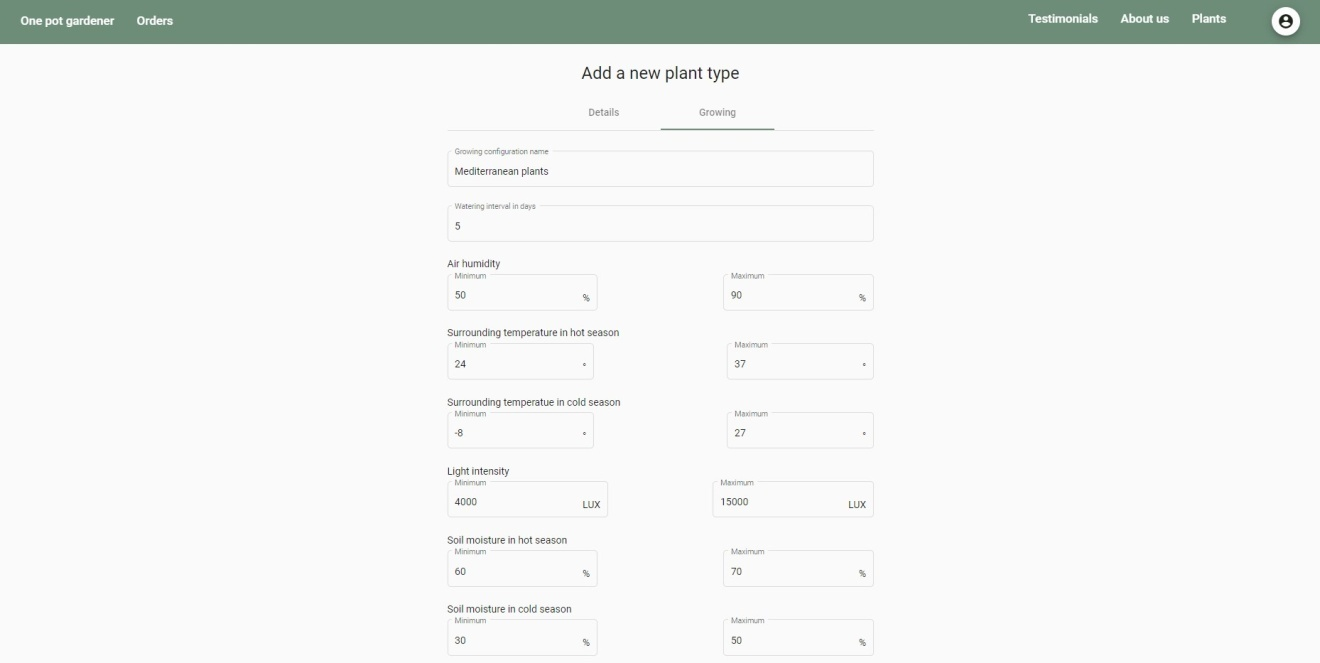 One pot gardener Orders Testimonials About us Plants
Add a new plant type
Details Growing
Growing configuration name
Mediterranean plants
Watering interval in days
5
Air humidity
Minimum Maximum
50 % 90 %
Surrounding temperature in hot season
Minimum Maximum
24 ° 37 °
Surrounding temperatue in cold season
Minimum Maximum
-8 ° 27 °
Light intensity
Minimum Maximum
4000 LUX 15000 LUX
Soil moisture in hot season
Minimum Maximum
60 % 70 %
Soil moisture in cold season
Minimum Maximum
30 % 50 %